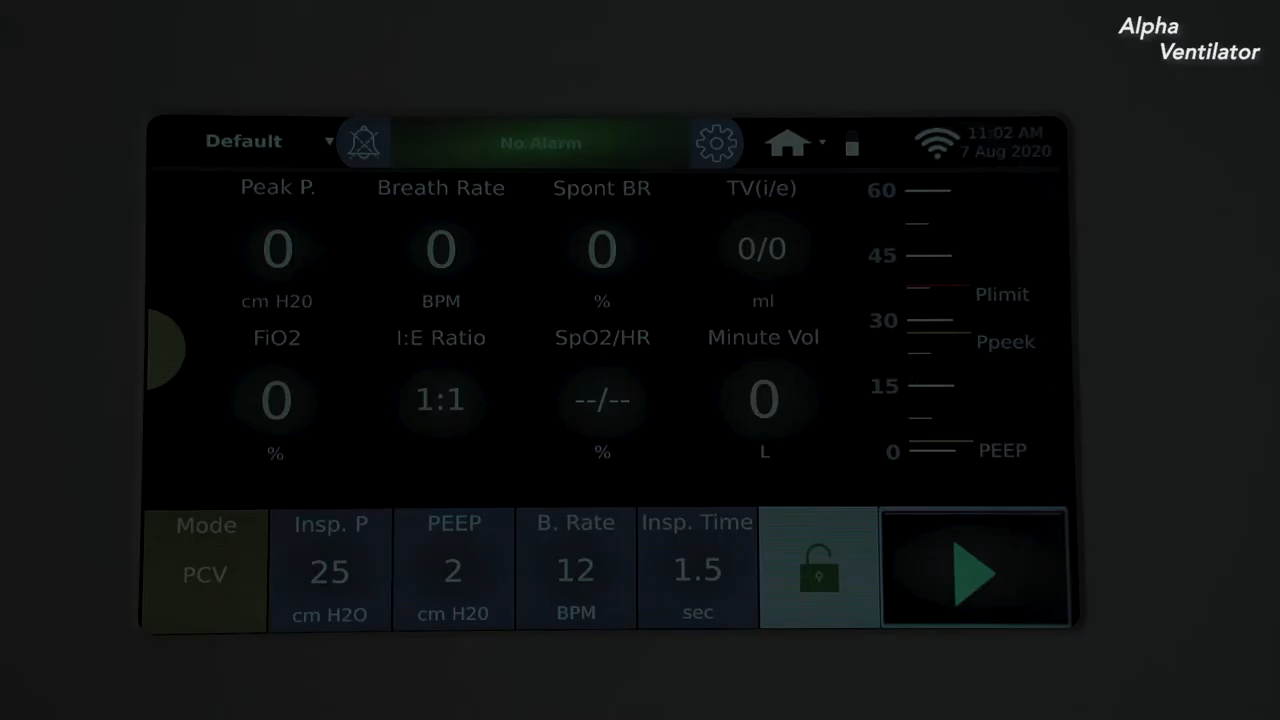 Alpha
Ventilator
Default
No Alarm
11:02 AM
7 Aug 2020
Peak P.
Breath Rate
Spont BR
TV(i/e)
0
0
0
0/0
cm H20
BPM
%
ml
FiO2
I:E Ratio
SpO2/HR
Minute Vol
0
1:1
--/--
0
%
%
L
60
45
30
15
0
Plimit
Ppeek
PEEP
Mode
PCV
Insp. P
25
cm H2O
PEEP
2
cm H20
B. Rate
12
BPM
Insp. Time
1.5
sec